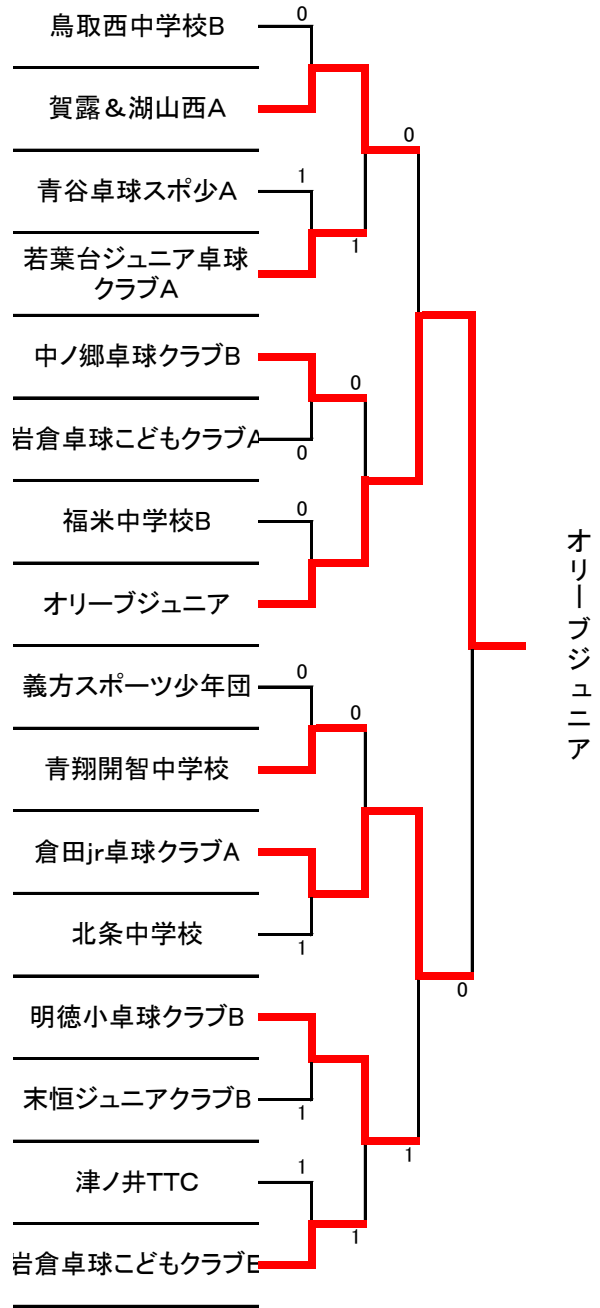 鳥取西中学校B
0
賀露＆湖山西A
0
青谷卓球スポ少A
1
1
若葉台ジュニア卓球
クラブA
中ノ郷卓球クラブB
0
岩倉卓球こどもクラブA
0
福米中学校B
0
オリーブジュニア
オリーブジュニア
義方スポーツ少年団
0
0
青翔開智中学校
倉田jr卓球クラブA
北条中学校
1
0
明徳小卓球クラブB
末恒ジュニアクラブB
1
1
津ノ井TTC
1
1
岩倉卓球こどもクラブB